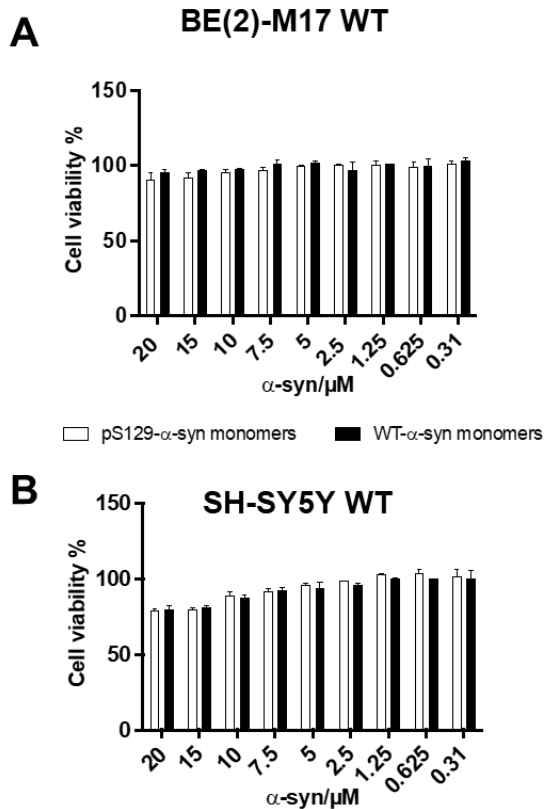 A
BE(2)-M17 WT
Cell viability %
150
100
50
0
20 15 10 7.5 5 2.5 1.25 0.625 0.31
α-syn/µM
pS129-α-syn monomers WT-α-syn monomers
B
SH-SY5Y WT
Cell viability %
150
100
50
0
20 15 10 7.5 5 2.5 1.25 0.625 0.31
α-syn/µM